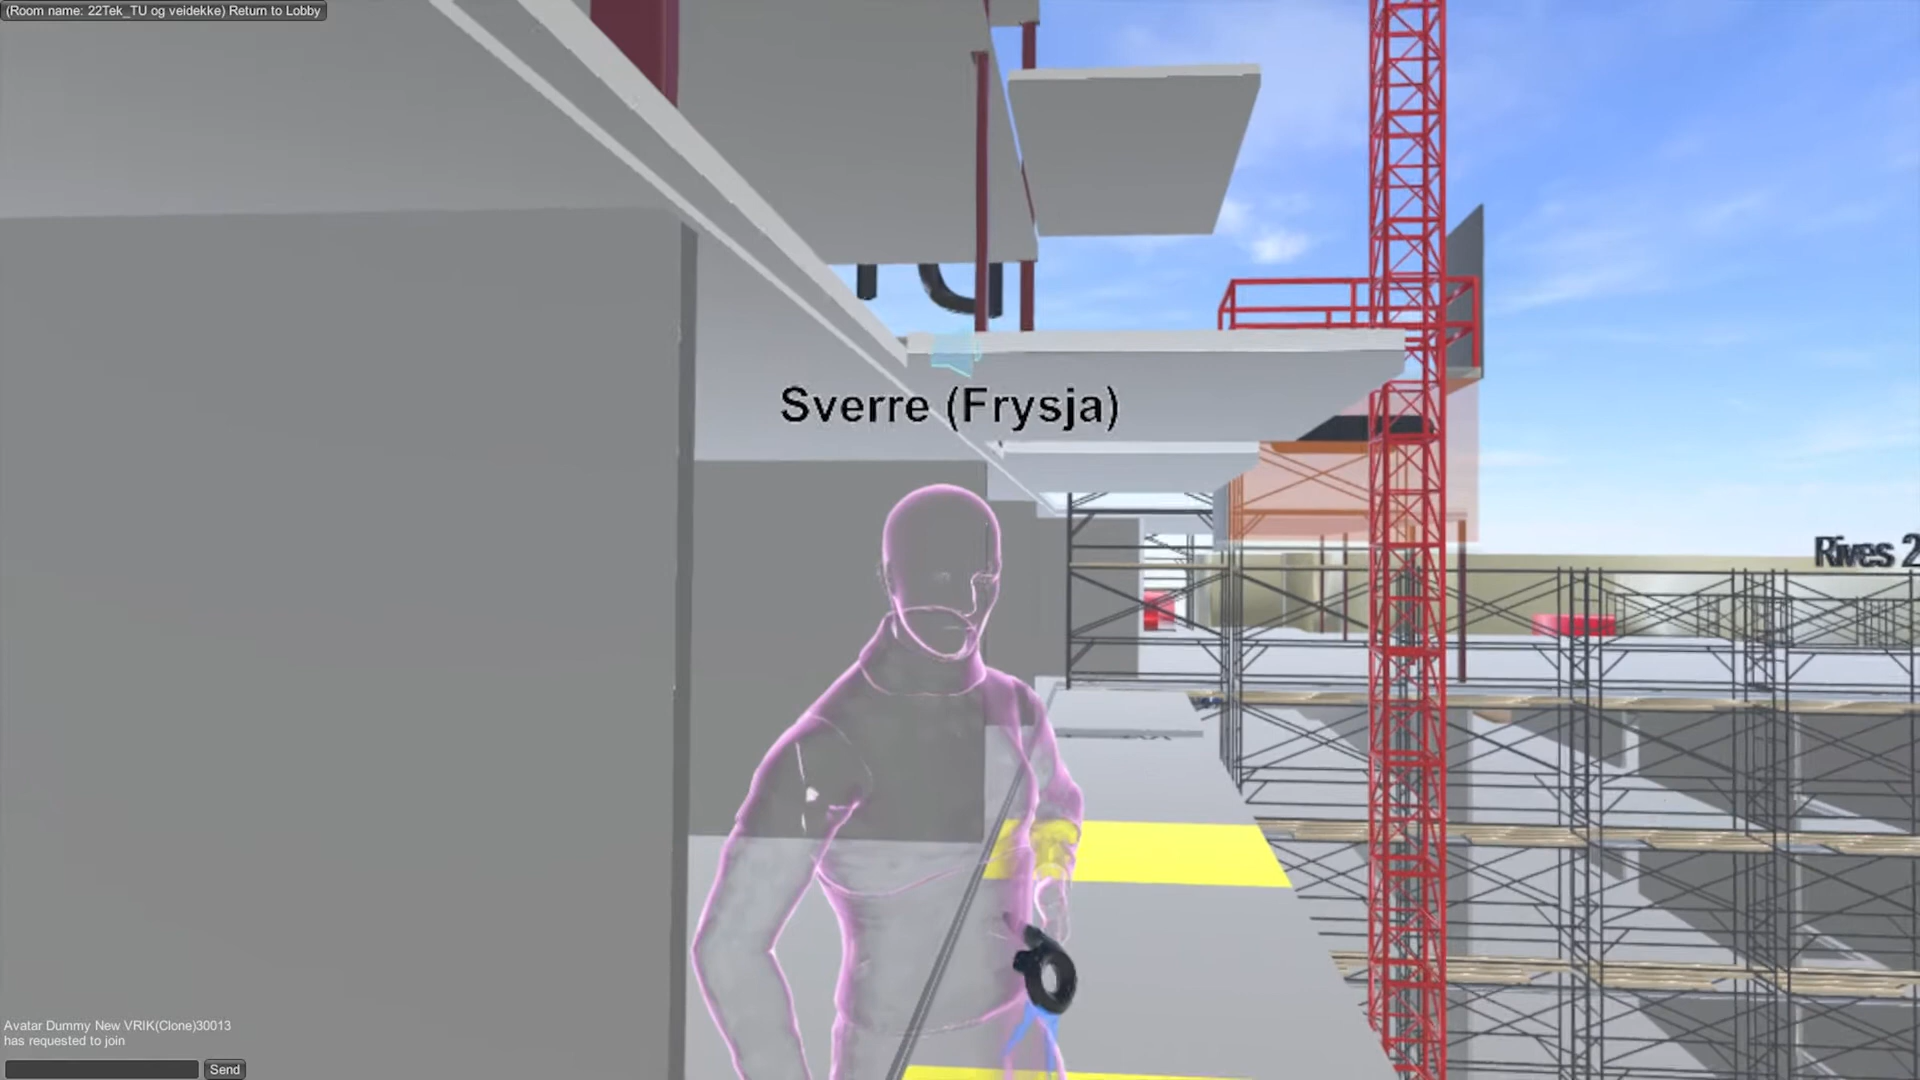 (Room name: 22Tek_TU og veidekke) Return to Lobby
Sverre (Frysja)
Rives 2
Avatar Dummy New VRIK(Clone)30013
has requested to join
Send